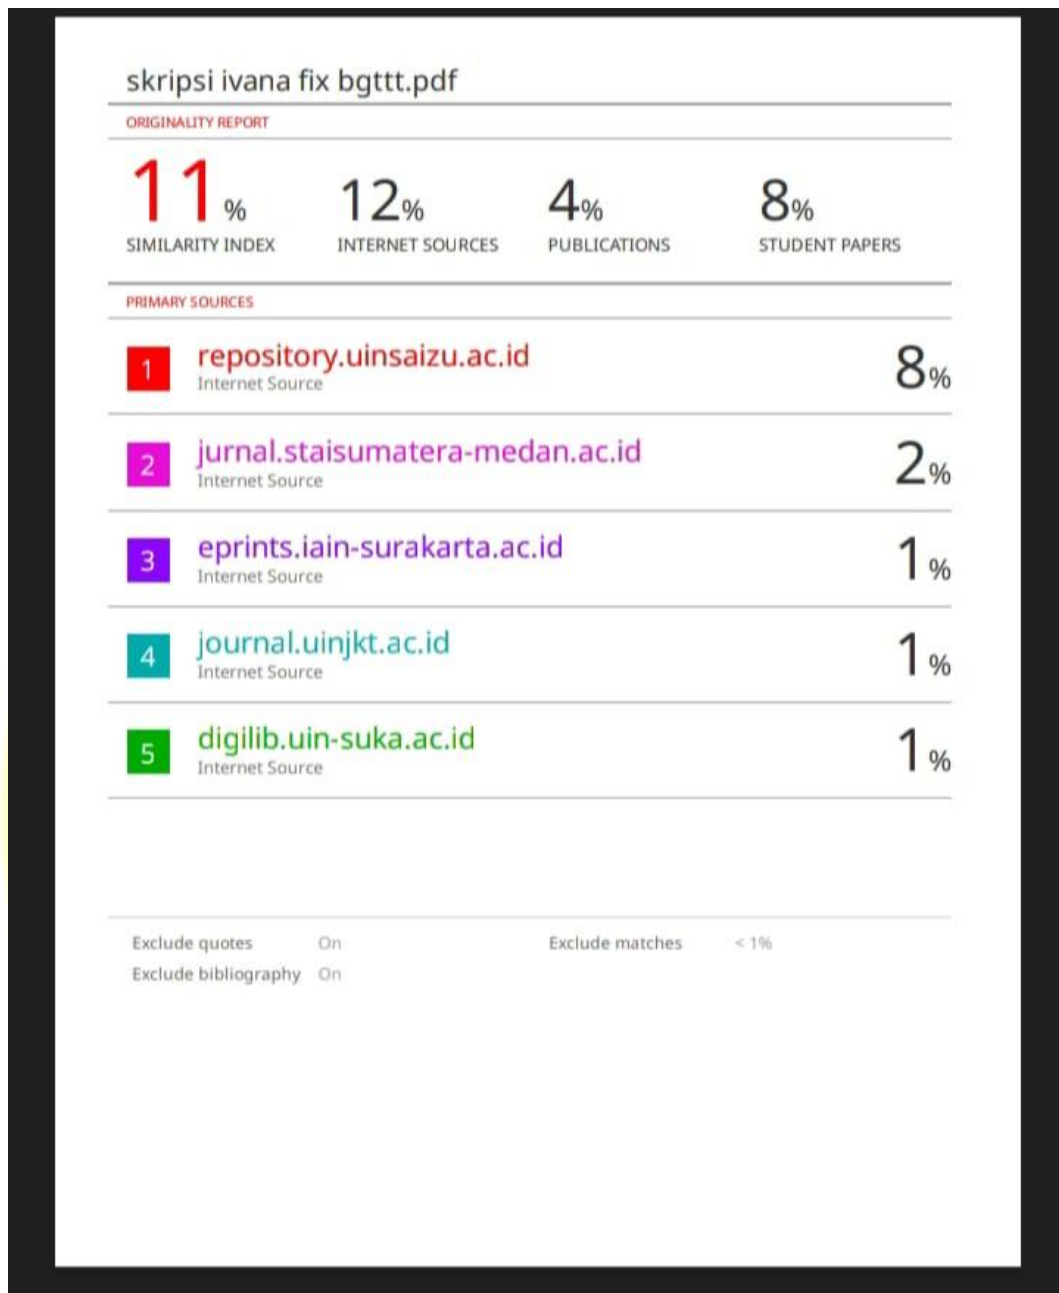 skripsi ivana fix bgttt.pdf
ORIGINALITY REPORT
11% 12% 4% 8%
SIMILARITY INDEX INTERNET SOURCES PUBLICATIONS STUDENT PAPERS
PRIMARY SOURCES
1 repository.uinsaizu.ac.id 8%
Internet Source
2 jurnal.staisumatera-medan.ac.id 2%
Internet Source
3 eprints.iain-surakarta.ac.id 1%
Internet Source
4 journal.uinjkt.ac.id 1%
Internet Source
5 digilib.uin-suka.ac.id 1%
Internet Source
Exclude quotes On Exclude matches < 1%
Exclude bibliography On